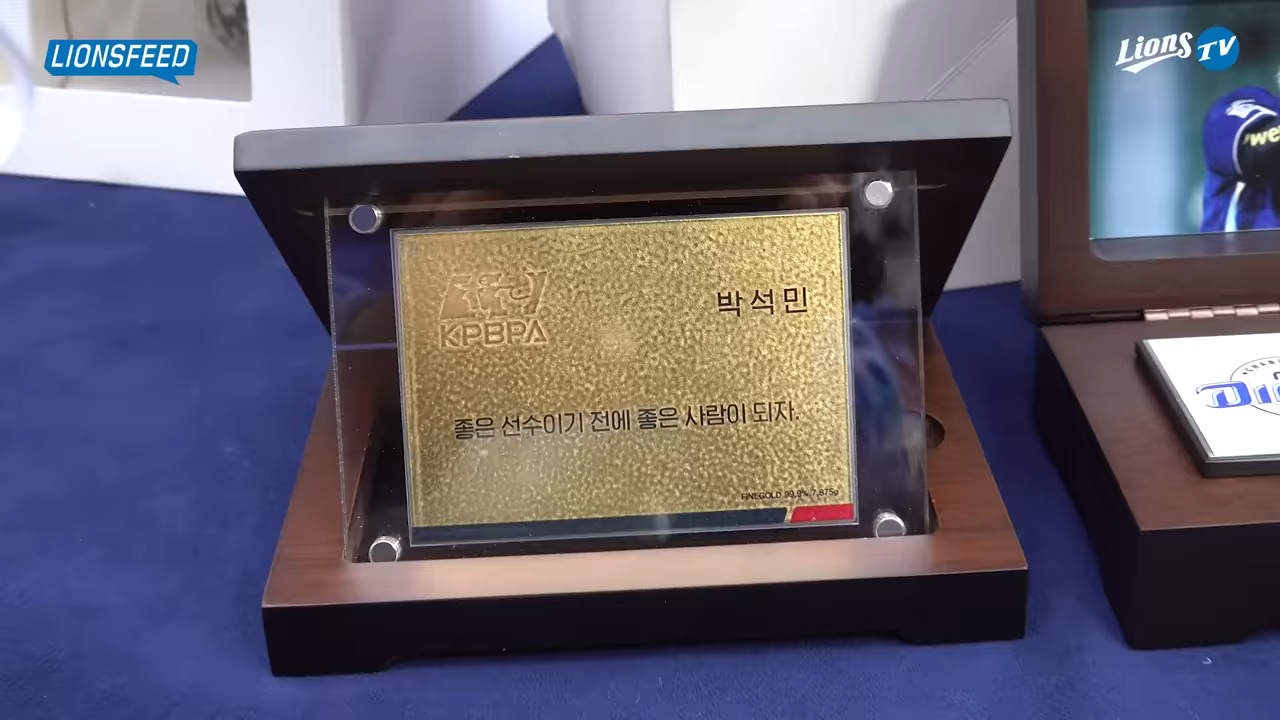 LIONSFEED
Lions TV
KPBPA
박석민
좋은 선수이기 전에 좋은 사람이 되자.
FINEGOLD 99.9% 7.875g